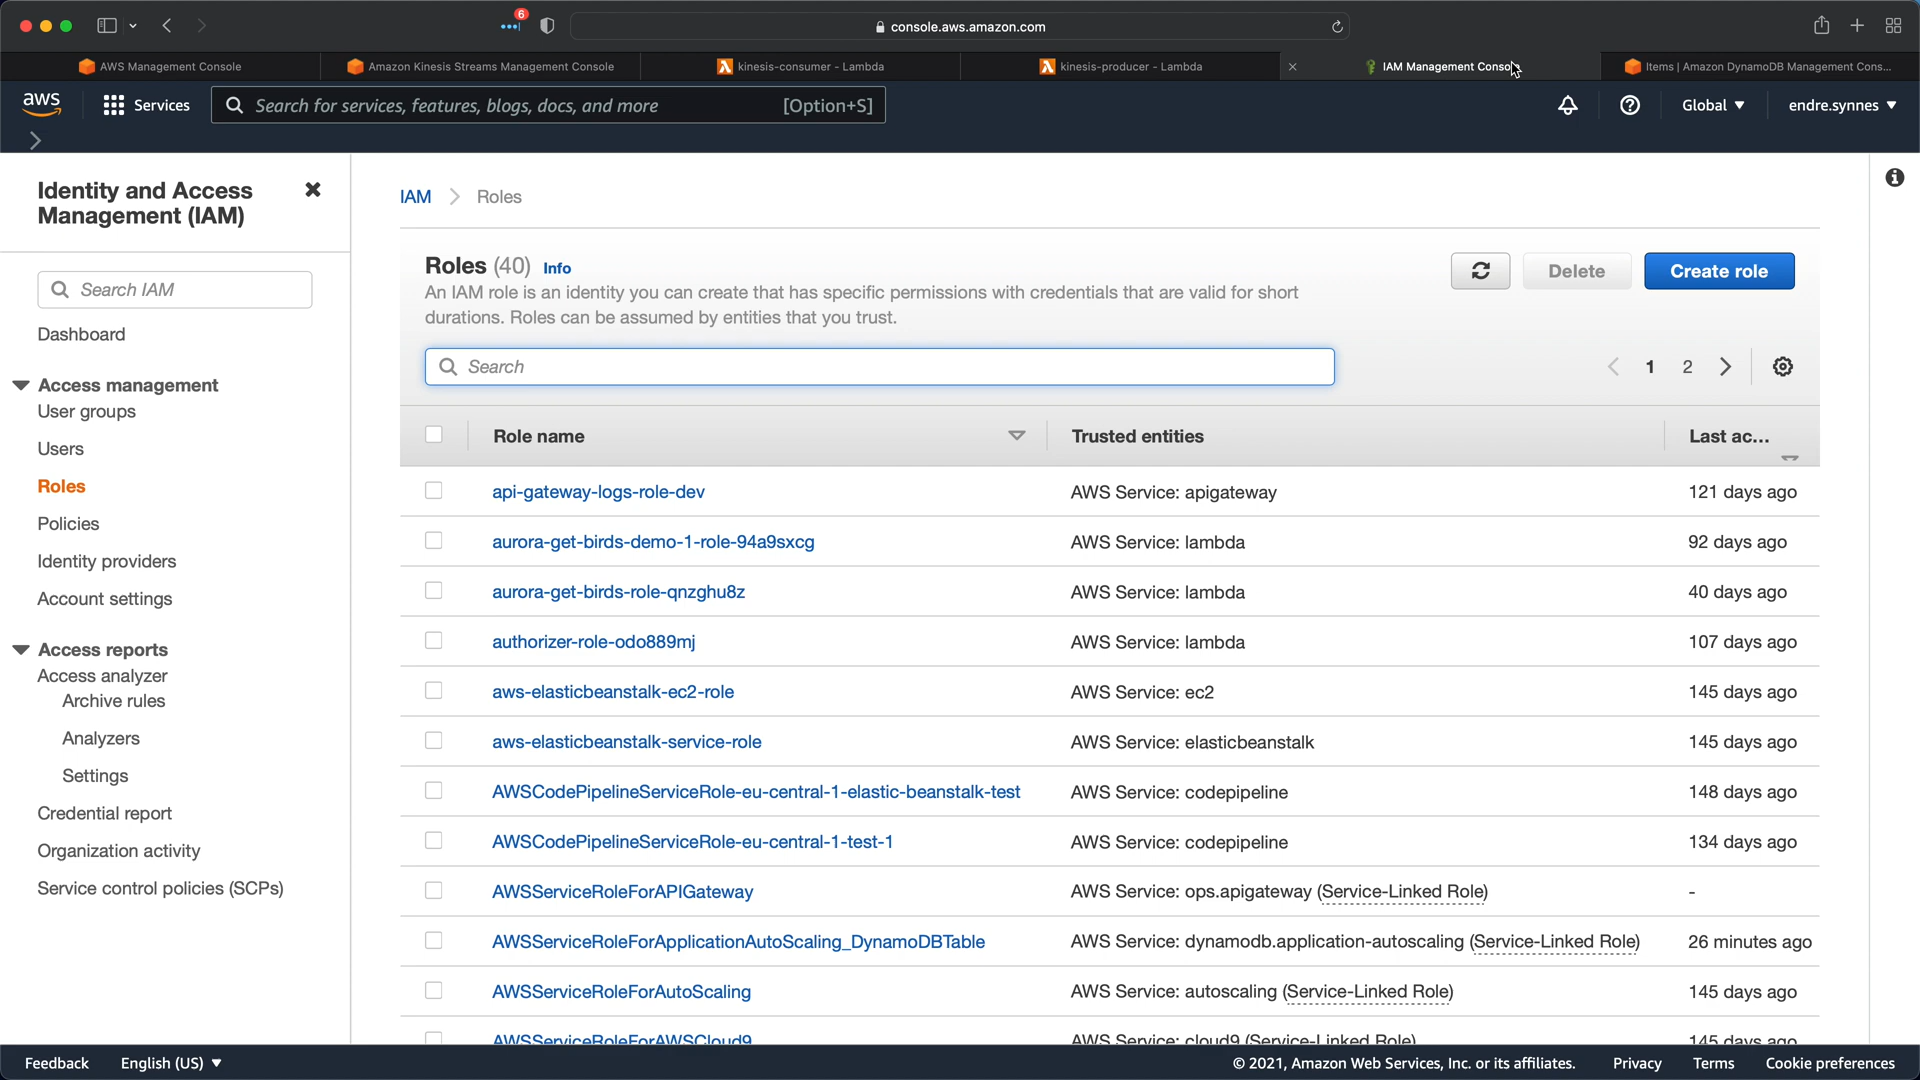 6
console.aws.amazon.com
AWS Management Console
Amazon Kinesis Streams Management Console
kinesis-consumer - Lambda
kinesis-producer - Lambda
IAM Management Console
Items | Amazon DynamoDB Management Cons...
aws
Services
Search for services, features, blogs, docs, and more [Option+S]
Global
endre.synnes
Identity and Access
Management (IAM)
Search IAM
Dashboard
Access management
User groups
Users
Roles
Policies
Identity providers
Account settings
Access reports
Access analyzer
Archive rules
Analyzers
Settings
Credential report
Organization activity
Service control policies (SCPs)
IAM > Roles
Roles (40) Info
An IAM role is an identity you can create that has specific permissions with credentials that are valid for short
durations. Roles can be assumed by entities that you trust.
Delete
Create role
Search
1 2
Role name Trusted entities Last ac...
api-gateway-logs-role-dev AWS Service: apigateway 121 days ago
aurora-get-birds-demo-1-role-94a9sxcg AWS Service: lambda 92 days ago
aurora-get-birds-role-qnzghu8z AWS Service: lambda 40 days ago
authorizer-role-odo889mj AWS Service: lambda 107 days ago
aws-elasticbeanstalk-ec2-role AWS Service: ec2 145 days ago
aws-elasticbeanstalk-service-role AWS Service: elasticbeanstalk 145 days ago
AWSCodePipelineServiceRole-eu-central-1-elastic-beanstalk-test AWS Service: codepipeline 148 days ago
AWSCodePipelineServiceRole-eu-central-1-test-1 AWS Service: codepipeline 134 days ago
AWSServiceRoleForAPIGateway AWS Service: ops.apigateway (Service-Linked Role) -
AWSServiceRoleForApplicationAutoScaling_DynamoDBTable AWS Service: dynamodb.application-autoscaling (Service-Linked Role) 26 minutes ago
AWSServiceRoleForAutoScaling AWS Service: autoscaling (Service-Linked Role) 145 days ago
AWSServiceRoleForAWSCloud9 AWS Service: cloud9 (Service-Linked Role) 145 days ago
Feedback
English (US)
© 2021, Amazon Web Services, Inc. or its affiliates.
Privacy
Terms
Cookie preferences